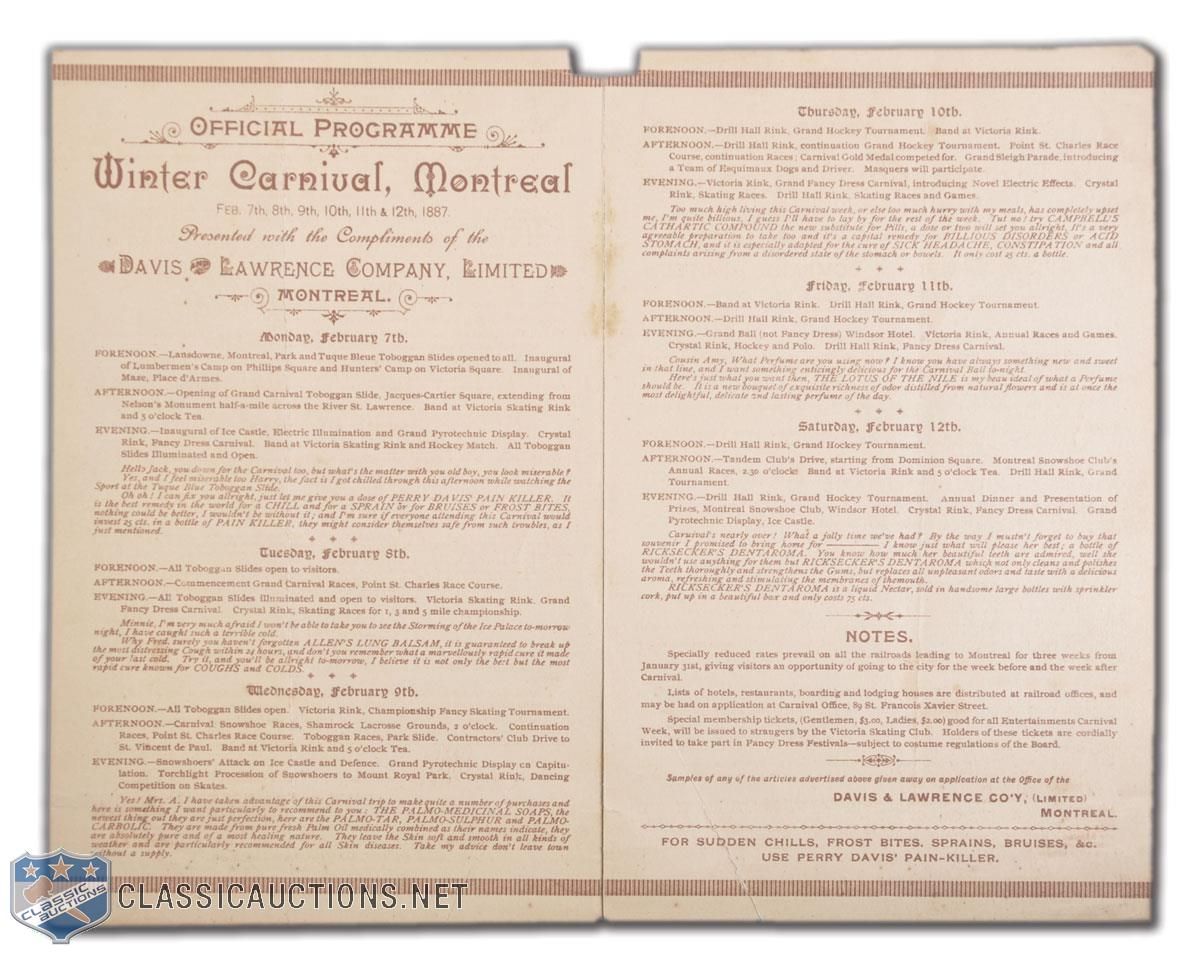 OFFICIAL PROGRAMME
Winter Carnival, Montreal
FEB. 7th, 8th, 9th, 10th, 11th & 12th, 1887.
Presented with the Compliments of the
DAVIS & LAWRENCE COMPANY, LIMITED
MONTREAL.
Monday, February 7th.
FORENOON.—Lansdowne, Montreal, Park and Tuque Bleue Toboggan Slides opened to all. Inaugural
of Lumbermen's Camp on Phillips Square and Hunters' Camp on Victoria Square. Inaugural of
Maze, Place d'Armes.
AFTERNOON.—Opening of Grand Carnival Toboggan Slide, Jacques-Cartier Square, extending from
Nelson's Monument half-a-mile across the River St. Lawrence. Band at Victoria Skating Rink
and 5 o'clock Tea.
EVENING.—Inaugural of Ice Castle, Electric Illumination and Grand Pyrotechnic Display. Crystal
Rink, Fancy Dress Carnival. Band at Victoria Skating Rink and Hockey Match. All Toboggan
Slides Illuminated and Open.
Hello Jack, you down for the Carnival too, but what's the matter with you old boy, you look miserable?
Yes, and I feel miserable too Harry, the fact is I got chilled through this afternoon while watching the
Sport at the Tuque Blue Toboggan Slide.
Oh oh! I can fix you allright, just let me give you a dose of PERRY DAVIS' PAIN KILLER. It
is the best remedy in the world for a CHILL and for a SPRAIN or for BRUISES or FROST BITES,
nothing could be better, I wouldn't be without it; and I'm sure if everyone attending this Carnival would
invest 25 cts. in a bottle of PAIN KILLER, they might consider themselves safe from such troubles, as I
just mentioned.
Tuesday, February 8th.
FORENOON.—All Toboggan Slides open to visitors.
AFTERNOON.—Commencement Grand Carnival Races, Point St. Charles Race Course.
EVENING.—All Toboggan Slides illuminated and open to visitors. Victoria Skating Rink, Grand
Fancy Dress Carnival. Crystal Rink, Skating Races for 1, 3 and 5 mile championship.
Minnie, I'm very much afraid I won't be able to take you to see the Storming of the Ice Palace to-morrow
night, I have caught such a terrible cold.
Why Fred, surely you haven't forgotten ALLEN'S LUNG BALSAM, it is guaranteed to break up
the most distressing Cough within 24 hours, and don't you remember what a marvellously rapid cure it made
of your last cold. Try it, and you'll be allright to-morrow, I believe it is not only the best but the most
rapid cure known for COUGHS and COLDS.
Wednesday, February 9th.
FORENOON.—All Toboggan Slides open. Victoria Rink, Championship Fancy Skating Tournament.
AFTERNOON.—Carnival Snowshoe Races, Shamrock Lacrosse Grounds, 2 o'clock. Continuation
Races, Point St. Charles Race Course. Toboggan Races, Park Slide. Contractors' Club Drive to
St. Vincent de Paul. Band at Victoria Rink and 5 o'clock Tea.
EVENING.—Snowshoers' Attack on Ice Castle and Defence. Grand Pyrotechnic Display on Capitu-
lation. Torchlight Procession of Snowshoers to Mount Royal Park. Crystal Rink, Dancing
Competition on Skates.
Yes! Mrs. A. I have taken advantage of this Carnival trip to make quite a number of purchases and
here is something I want particularly to recommend to you: THE PALMO-MEDICINAL SOAPS, the
newest thing out they are just perfection, here are the PALMO-TAR, PALMO-SULPHUR and PALMO-
CARBOLIC. They are made from pure fresh Palm Oil medically combined as their names indicate, they
are absolutely pure and of a most healing nature. They leave the Skin soft and smooth in all kinds of
weather and are particularly recommended for all Skin diseases. Take my advice don't leave town
without a supply.
Thursday, February 10th.
FORENOON.—Drill Hall Rink, Grand Hockey Tournament. Band at Victoria Rink.
AFTERNOON.—Drill Hall Rink, continuation Grand Hockey Tournament. Point St. Charles Race
Course, continuation Races; Carnival Gold Medal competed for. Grand Sleigh Parade, introducing
a Team of Esquimaux Dogs and Driver. Masquers will participate.
EVENING.—Victoria Rink, Grand Fancy Dress Carnival, introducing Novel Electric Effects. Crystal
Rink, Skating Races. Drill Hall Rink, Skating Races and Games.
Too much high living this Carnival week, or else too much hurry with my meals, has completely upset
me, I'm quite billious, I guess I'll have to lay by for the rest of the week. Tut no! try CAMPBELL'S
CATHARTIC COMPOUND the new substitute for Pills, a dose or two will set you allright, It's a very
agreeable preparation to take too and it's a capital remedy for BILLIOUS DISORDERS or ACID
STOMACH, and it is especially adapted for the cure of SICK HEADACHE, CONSTIPATION and all
complaints arising from a disordered state of the stomach or bowels. It only cost 25 cts. a bottle.
Friday, February 11th.
FORENOON.—Band at Victoria Rink. Drill Hall Rink, Grand Hockey Tournament.
AFTERNOON.—Drill Hall Rink, Grand Hockey Tournament.
EVENING.—Grand Ball (not Fancy Dress) Windsor Hotel. Victoria Rink, Annual Races and Games.
Crystal Rink, Hockey and Polo. Drill Hall Rink, Fancy Dress Carnival.
Cousin Amy, What Perfume are you using now? I know you have always something new and sweet
in that line, and I want something enticingly delicious for the Carnival Ball to-night.
Here's just what you want then, THE LOTUS OF THE NILE is my beau ideal of what a Perfume
should be. It is a new bouquet of exquisite richness of odor distilled from natural flowers and is at once the
most delightful, delicate and lasting perfume of the day.
Saturday, February 12th.
FORENOON.—Drill Hall Rink, Grand Hockey Tournament.
AFTERNOON.—Tandem Club's Drive, starting from Dominion Square. Montreal Snowshoe Club's
Annual Races, 2.30 o'clock. Band at Victoria Rink and 5 o'clock Tea. Drill Hall Rink, Grand
Tournament.
EVENING.—Drill Hall Rink, Grand Hockey Tournament. Annual Dinner and Presentation of
Prizes, Montreal Snowshoe Club, Windsor Hotel. Crystal Rink, Fancy Dress Carnival. Grand
Pyrotechnic Display, Ice Castle.
Carnival's nearly over! What a jolly time we've had? By the way I mustn't forget to buy that
souvenir I promised to bring home for ———— I know just what will please her best; a bottle of
RICKSECKER'S DENTAROMA. You know how much her beautiful teeth are admired, well she
wouldn't use anything for them but RICKSECKER'S DENTAROMA which not only cleans and polishes
the Teeth thoroughly and strengthens the Gums, but replaces all unpleasant odors and taste with a delicious
aroma, refreshing and stimulating the membranes of themouth.
RICKSECKER'S DENTAROMA is a liquid Nectar, sold in handsome large bottles with sprinkler
cork, put up in a beautiful box and only costs 75 cts.
NOTES.
Specially reduced rates prevail on all the railroads leading to Montreal for three weeks from
January 31st, giving visitors an opportunity of going to the city for the week before and the week after
Carnival.
Lists of hotels, restaurants, boarding and lodging houses are distributed at railroad offices, and
may be had on application at Carnival Office, 89 St. Francois Xavier Street.
Special membership tickets, (Gentlemen, $3.00, Ladies, $2.00) good for all Entertainments Carnival
Week, will be issued to strangers by the Victoria Skating Club. Holders of these tickets are cordially
invited to take part in Fancy Dress Festivals—subject to costume regulations of the Board.
Samples of any of the articles advertised above given away on application at the Office of the
DAVIS & LAWRENCE CO'Y, (LIMITED)
MONTREAL.
FOR SUDDEN CHILLS, FROST BITES, SPRAINS, BRUISES, &c.
USE PERRY DAVIS' PAIN-KILLER.
CLASSIC AUCTIONS
CLASSICAUCTIONS.NET